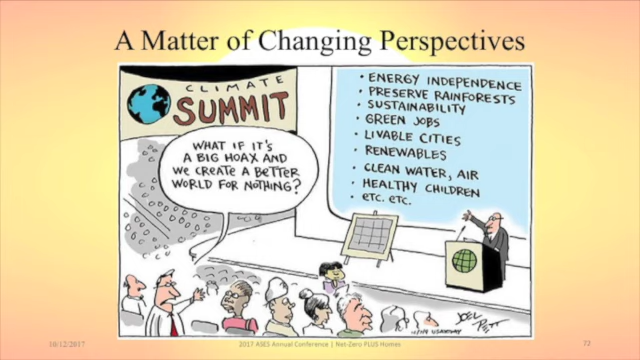 A Matter of Changing Perspectives
CLIMATE
SUMMIT
WHAT IF IT'S
A BIG HOAX AND
WE CREATE A BETTER
WORLD FOR NOTHING?
• ENERGY INDEPENDENCE
• PRESERVE RAINFORESTS
• SUSTAINABILITY
• GREEN JOBS
• LIVABLE CITIES
• RENEWABLES
• CLEAN WATER, AIR
• HEALTHY CHILDREN
• ETC. ETC.
JOEL
PETT
USA TODAY
10/12/2017
2017 ASES Annual Conference | Net-Zero PLUS Homes